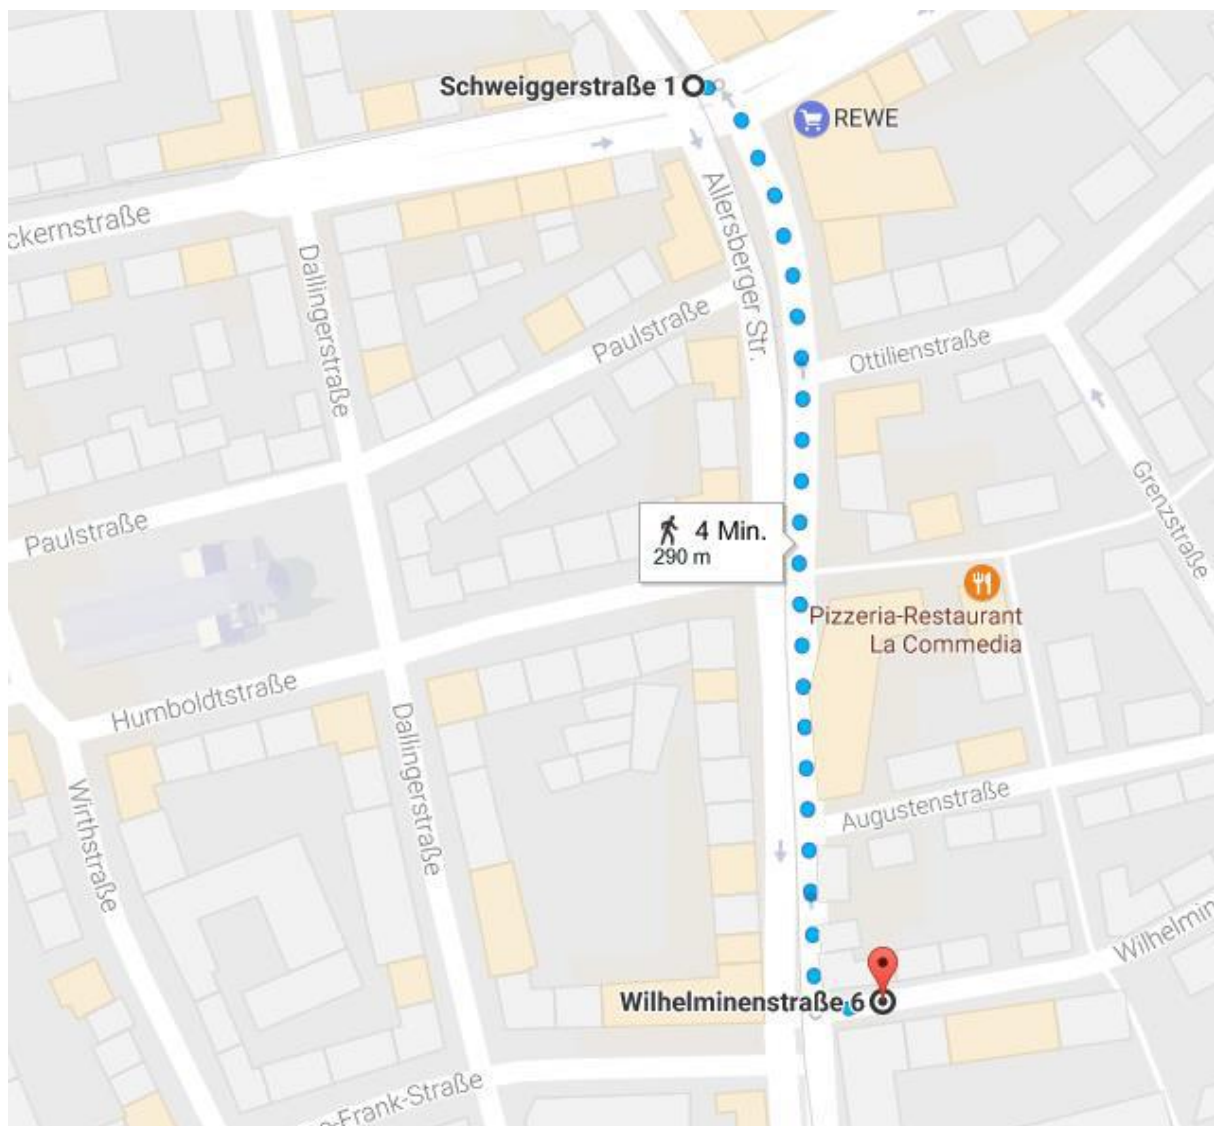 Schweiggerstraße 1
REWE
ckernstraße
Allersberger Str.
Dallingerstraße
Paulstraße
Ottilienstraße
Grenzstraße
Paulstraße
4 Min.
290 m
Pizzeria-Restaurant
La Commedia
Humboldtstraße
Dallingerstraße
Wirthstraße
Augustenstraße
Wilhelmin
Wilhelminenstraße 6
e-Frank-Straße